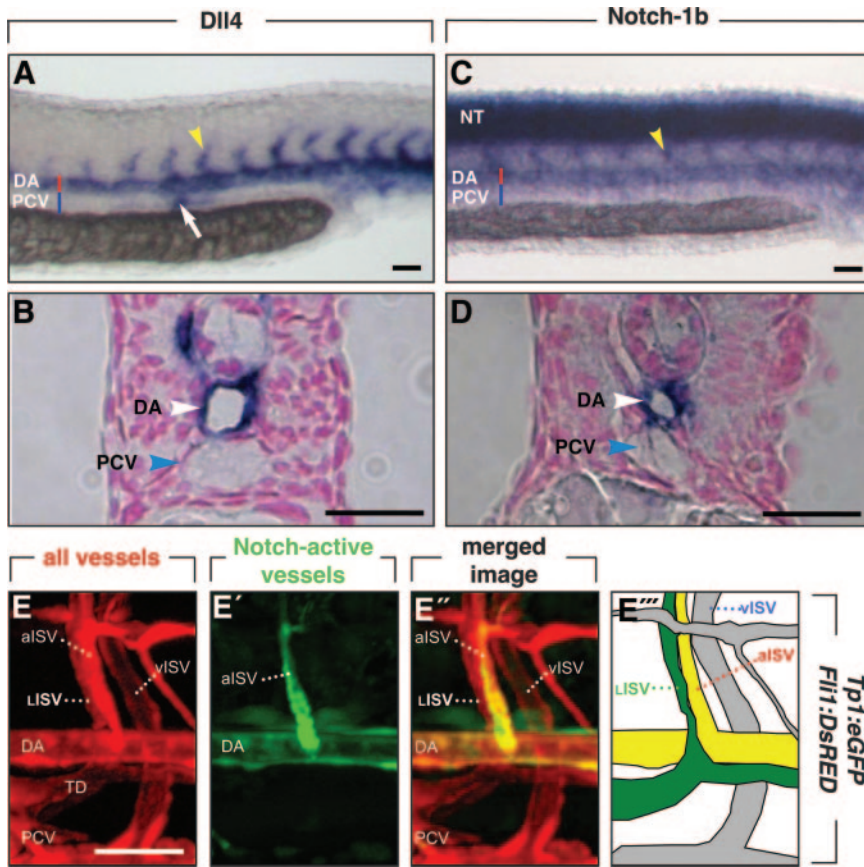 Dll4
Notch-1b
A
DA
PCV
C
NT
DA
PCV
B
DA
PCV
D
DA
PCV
all vessels
Notch-active
vessels
merged
image
E
aISV
vISV
LISV
DA
TD
PCV
E′
aISV
DA
E″
aISV
vISV
LISV
DA
TD
PCV
E‴
vISV
aISV
LISV
Tp1:eGFP
Fli1:DsRED